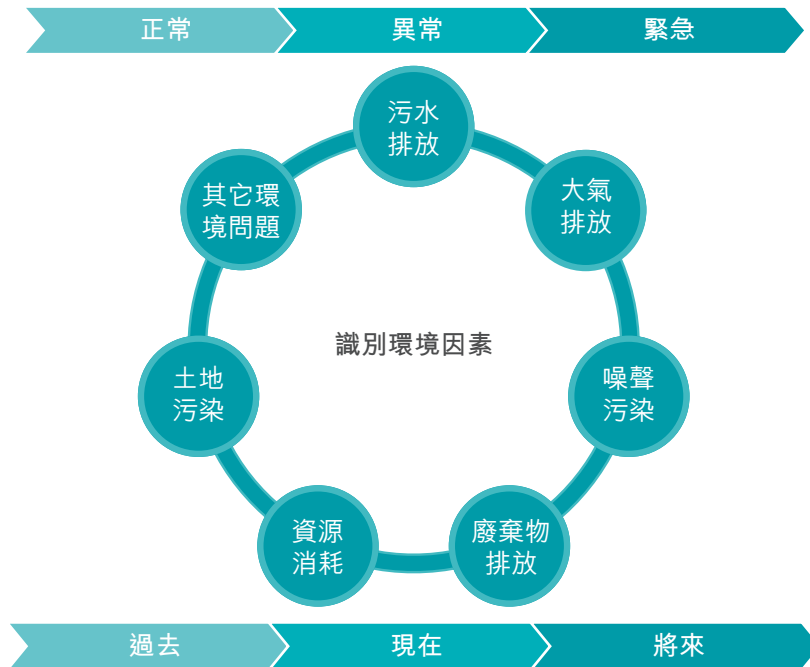 正常
異常
緊急
污水
排放
大氣
排放
噪聲
污染
廢棄物
排放
資源
消耗
土地
污染
其它環
境問題
識別環境因素
過去
現在
將來